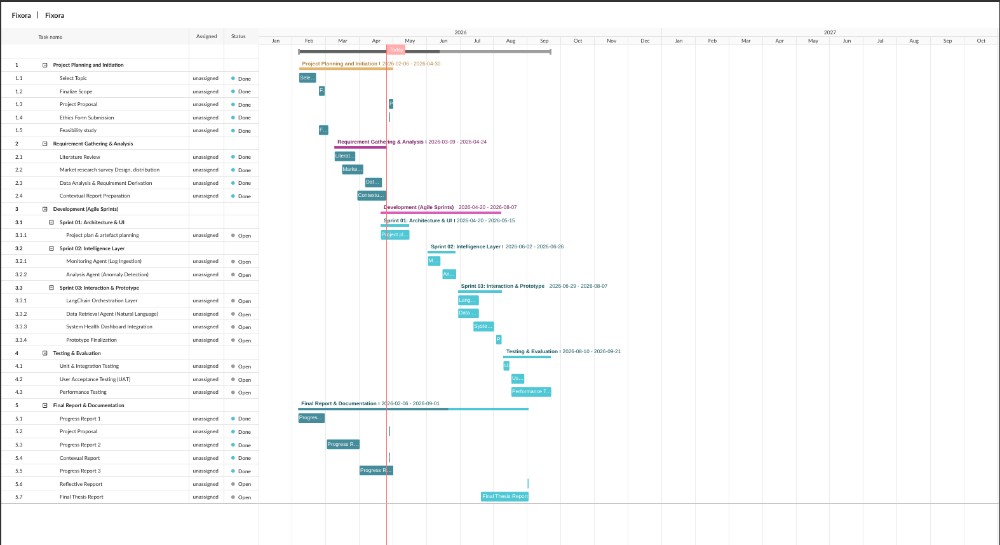 Fixora | Fixora
Task name Assigned Status 2026 2027
Jan Feb Mar Apr May Jun Jul Aug Sep Oct Nov Dec Jan Feb Mar Apr May Jun Jul Aug Sep Oct
Today
1 Project Planning and Initiation Project Planning and Initiation 2026-02-06 - 2026-04-30
1.1 Select Topic unassigned Done Sele...
1.2 Finalize Scope unassigned Done F.
1.3 Project Proposal unassigned Done P
1.4 Ethics Form Submission unassigned Done
1.5 Feasibility study unassigned Done F...
2 Requirement Gathering & Analysis Requirement Gathering & Analysis 2026-03-09 - 2026-04-24
2.1 Literature Review unassigned Done Literat...
2.2 Market research survey Design, distribution unassigned Done Marke...
2.3 Data Analysis & Requirement Derivation unassigned Done Dat...
2.4 Contextual Report Preparation unassigned Done Contextu...
3 Development (Agile Sprints) Development (Agile Sprints) 2026-04-20 - 2026-08-07
3.1 Sprint 01: Architecture & UI Sprint 01: Architecture & UI 2026-04-20 - 2026-05-15
3.1.1 Project plan & artefact planning unassigned Open Project pl...
3.2 Sprint 02: Intelligence Layer Sprint 02: Intelligence Layer 2026-06-02 - 2026-06-26
3.2.1 Monitoring Agent (Log Ingestion) unassigned Open M...
3.2.2 Analysis Agent (Anomaly Detection) unassigned Open An...
3.3 Sprint 03: Interaction & Prototype Sprint 03: Interaction & Prototype 2026-06-29 - 2026-08-07
3.3.1 LangChain Orchestration Layer unassigned Open Lang...
3.3.2 Data Retrieval Agent (Natural Language) unassigned Open Data ...
3.3.3 System Health Dashboard Integration unassigned Open Syste...
3.3.4 Prototype Finalization unassigned Open P.
4 Testing & Evaluation Testing & Evaluation 2026-08-10 - 2026-09-21
4.1 Unit & Integration Testing unassigned Open U.
4.2 User Acceptance Testing (UAT) unassigned Open Us...
4.3 Performance Testing unassigned Open Performance T...
5 Final Report & Documentation Final Report & Documentation 2026-02-06 - 2026-09-01
5.1 Progress Report 1 unassigned Done Progres...
5.2 Project Proposal unassigned Done
5.3 Progress Report 2 unassigned Done Progress R...
5.4 Contexual Report unassigned Done
5.5 Progress Report 3 unassigned Done Progress R...
5.6 Reflective Repport unassigned Open
5.7 Final Thesis Report unassigned Open Final Thesis Report